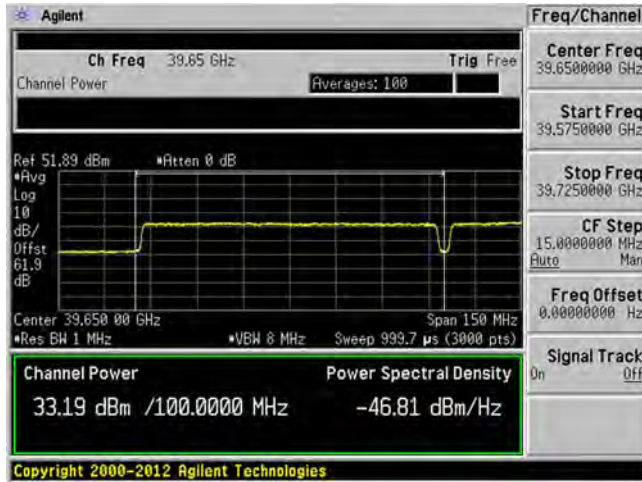 Agilent
Freq/Channel
Ch Freq 39.65 GHz Trig Free
Channel Power Averages: 100
Center Freq
39.6500000 GHz
Start Freq
39.5750000 GHz
Stop Freq
39.7250000 GHz
CF Step
15.0000000 MHz
Auto Man
Freq Offset
0.00000000 Hz
Signal Track
On Off
Ref 51.89 dBm *Atten 0 dB
*Avg
Log
10
dB/
Offst
61.9
dB
Center 39.650 00 GHz Span 150 MHz
*Res BW 1 MHz *VBW 8 MHz Sweep 999.7 µs (3000 pts)
Channel Power Power Spectral Density
33.19 dBm /100.0000 MHz -46.81 dBm/Hz
Copyright 2000-2012 Agilent Technologies